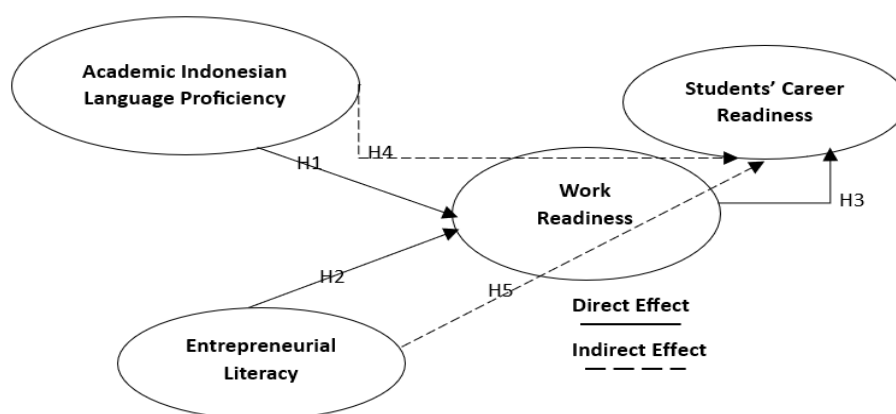 Academic Indonesian
Language Proficiency
Students’ Career
Readiness
H4
H1
Work
Readiness
H3
H2
H5
Direct Effect
Entrepreneurial
Literacy
Indirect Effect